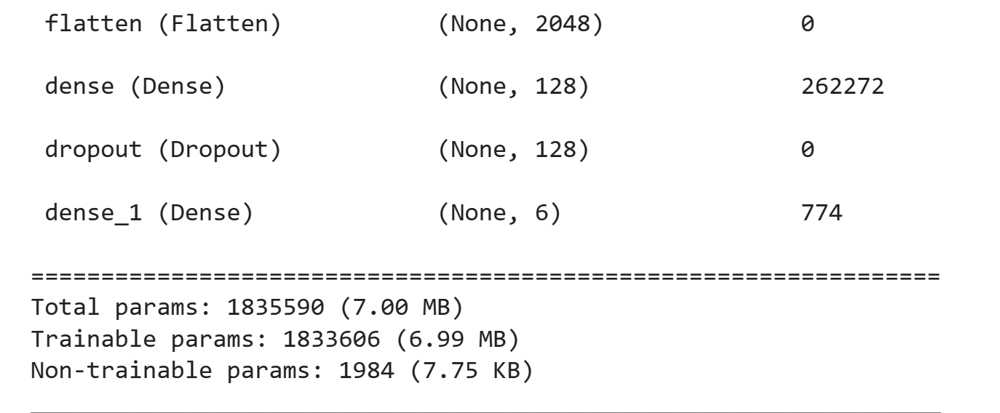 flatten (Flatten) (None, 2048) 0
dense (Dense) (None, 128) 262272
dropout (Dropout) (None, 128) 0
dense_1 (Dense) (None, 6) 774
=================================================================
Total params: 1835590 (7.00 MB)
Trainable params: 1833606 (6.99 MB)
Non-trainable params: 1984 (7.75 KB)